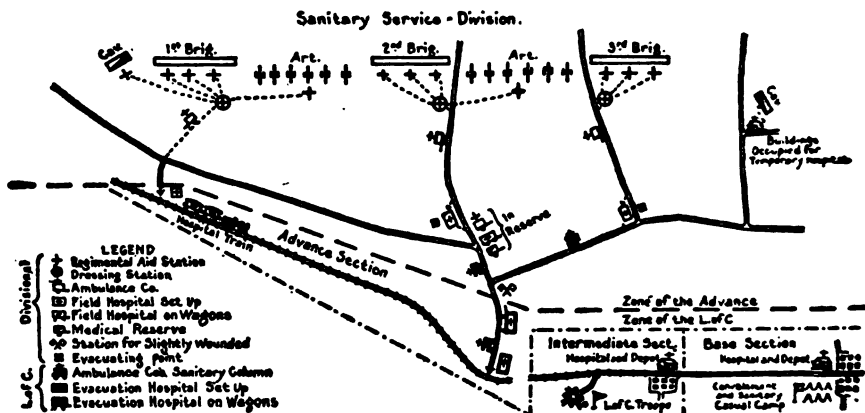 Sanitary Service - Division.
Cav.
1st Brig.
Art.
2nd Brig.
Art.
3rd Brig.
Cav.
Buildings
Occupied for
Temporary Hospitals
In
Reserve
Hospital Train
Advance Section
Zone of the Advance
Zone of the L.of C
Intermediate Sect.
Hospital and Depot
L.of C. Troops
Base Section
Hospital and Depot
Convalescent
and Sanitary
Casual Camp
LEGEND
Divisional
Regimental Aid Station
Dressing Station
Ambulance Co.
Field Hospital Set Up
Field Hospital on Wagons
Medical Reserve
Station for Slightly Wounded
Evacuating point
L.of C.
Ambulance Col. Sanitary Column
Evacuation Hospital Set Up
Evacuation Hospital on Wagons